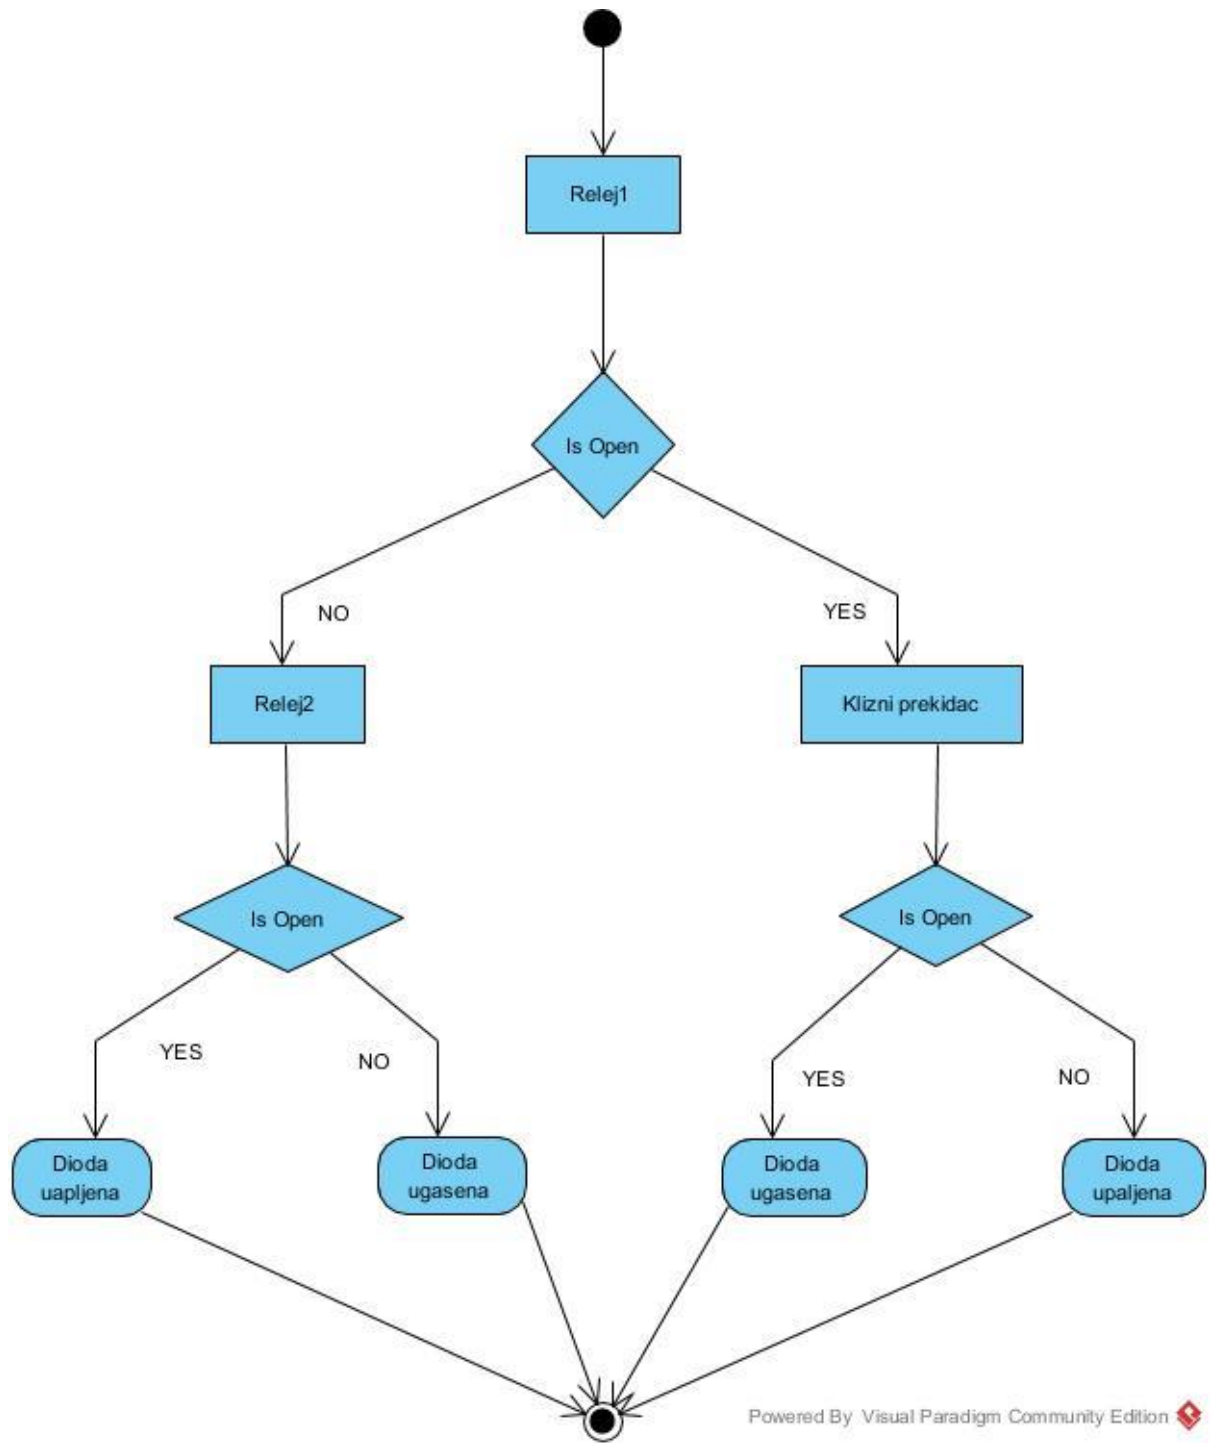 Relej1
Is Open
NO
YES
Relej2
Klizni prekidac
Is Open
Is Open
YES
NO
YES
NO
Dioda
uapljena
Dioda
ugasena
Dioda
ugasena
Dioda
upaljena
Powered By Visual Paradigm Community Edition